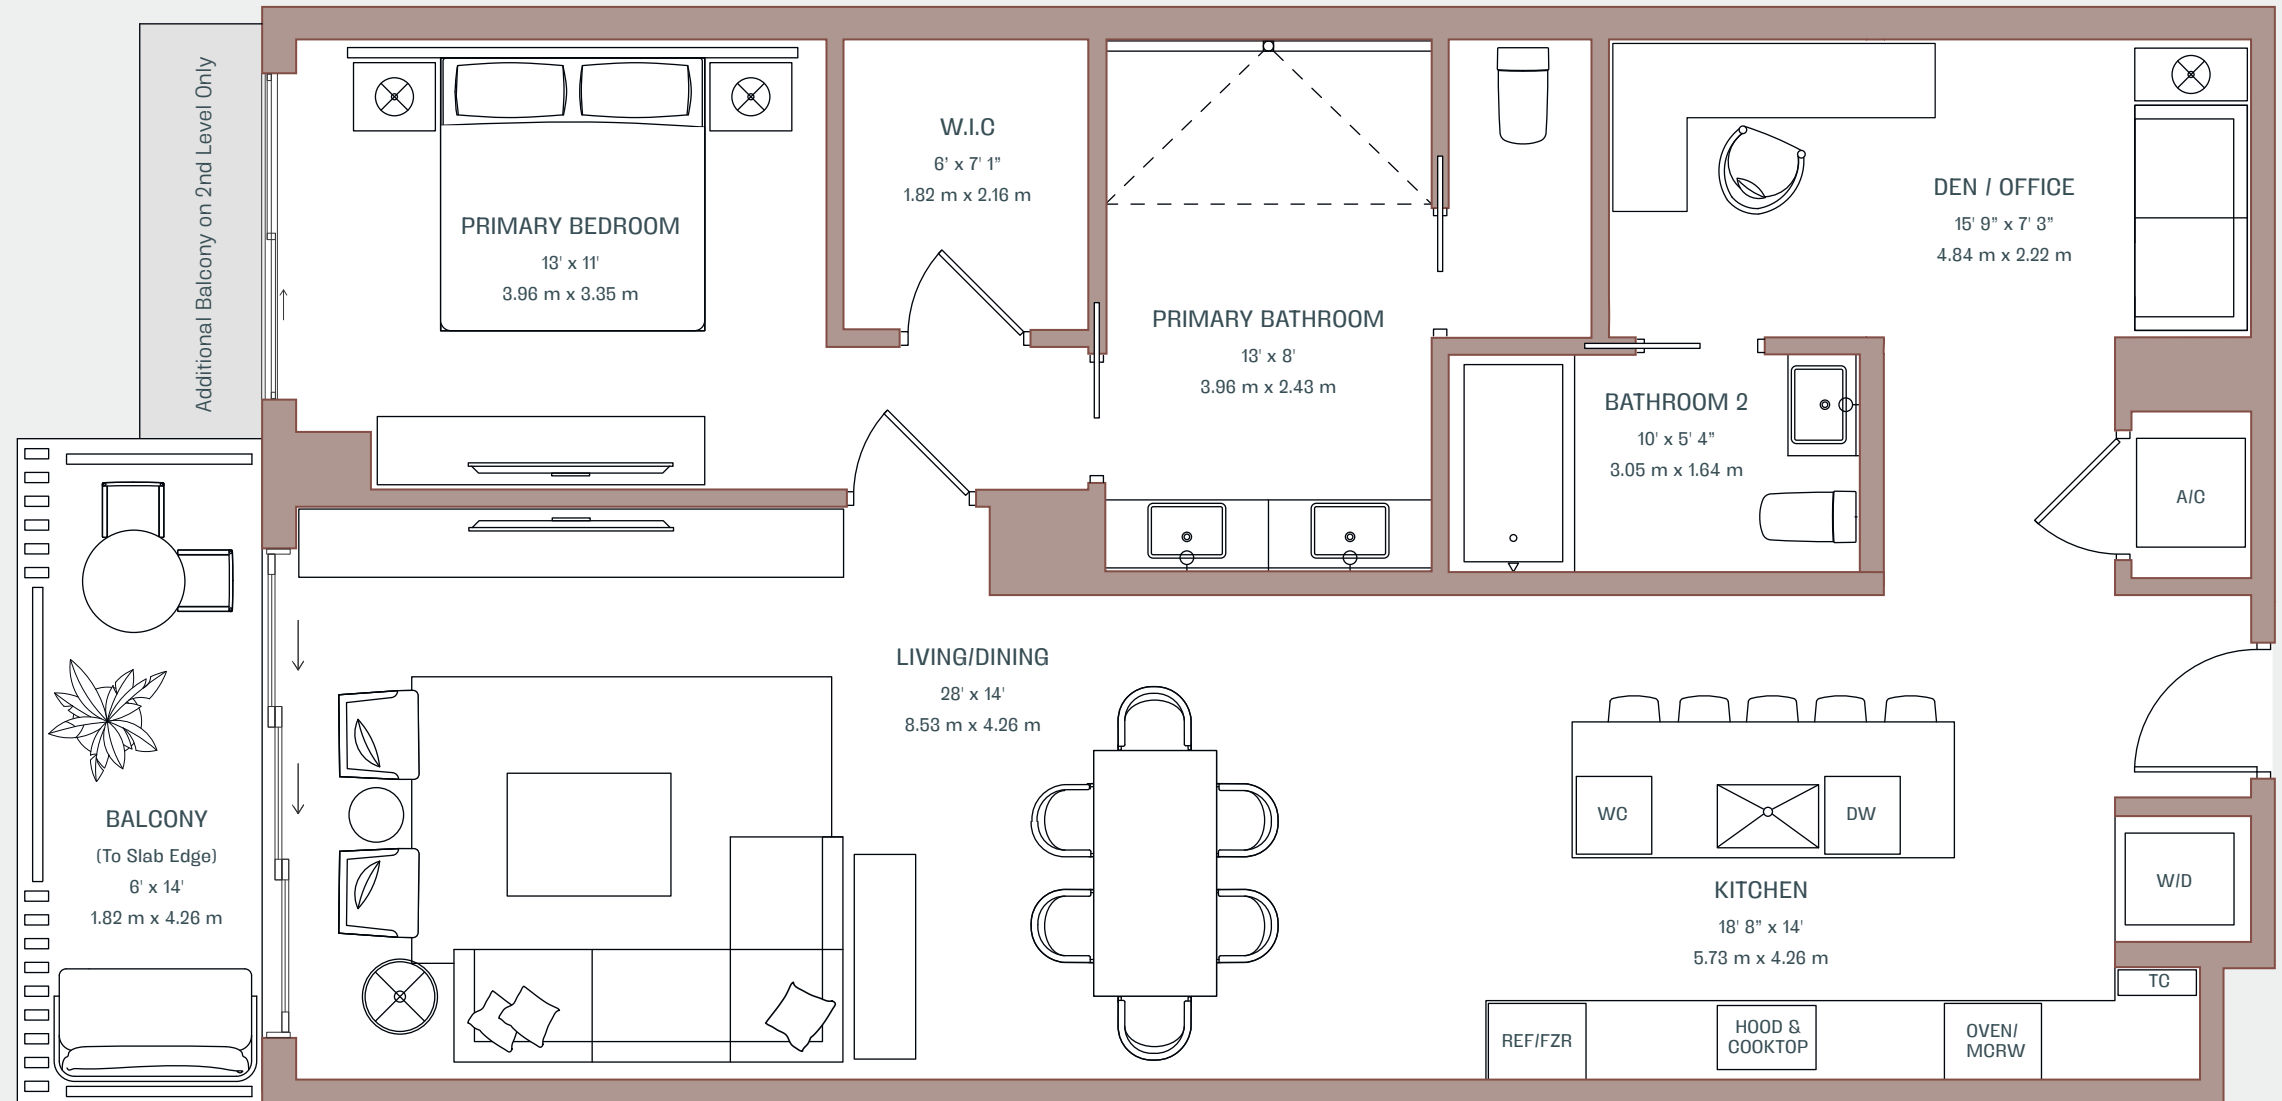 Additional Balcony on 2nd Level Only
PRIMARY BEDROOM
13' x 11'
3.96 m x 3.35 m
W.I.C
6' x 7' 1”
1.82 m x 2.16 m
PRIMARY BATHROOM
13' x 8'
3.96 m x 2.43 m
DEN / OFFICE
15' 9” x 7' 3”
4.84 m x 2.22 m
BATHROOM 2
10' x 5' 4”
3.05 m x 1.64 m
A/C
LIVING/DINING
28' x 14'
8.53 m x 4.26 m
BALCONY
(To Slab Edge)
6' x 14'
1.82 m x 4.26 m
WC
DW
KITCHEN
18' 8” x 14'
5.73 m x 4.26 m
W/D
TC
REF/FZR
HOOD &
COOKTOP
OVEN/
MCRW